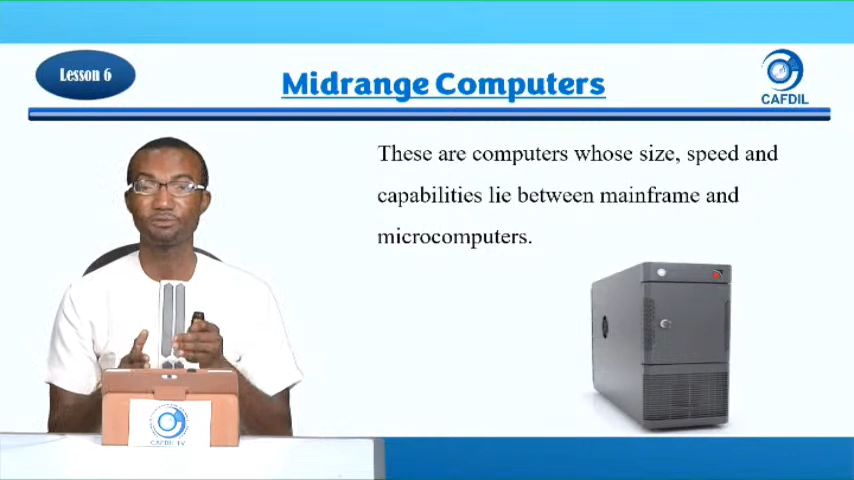 Lesson 6
Midrange Computers
CAFDIL
These are computers whose size, speed and
capabilities lie between mainframe and
microcomputers.
CAFDIL TV